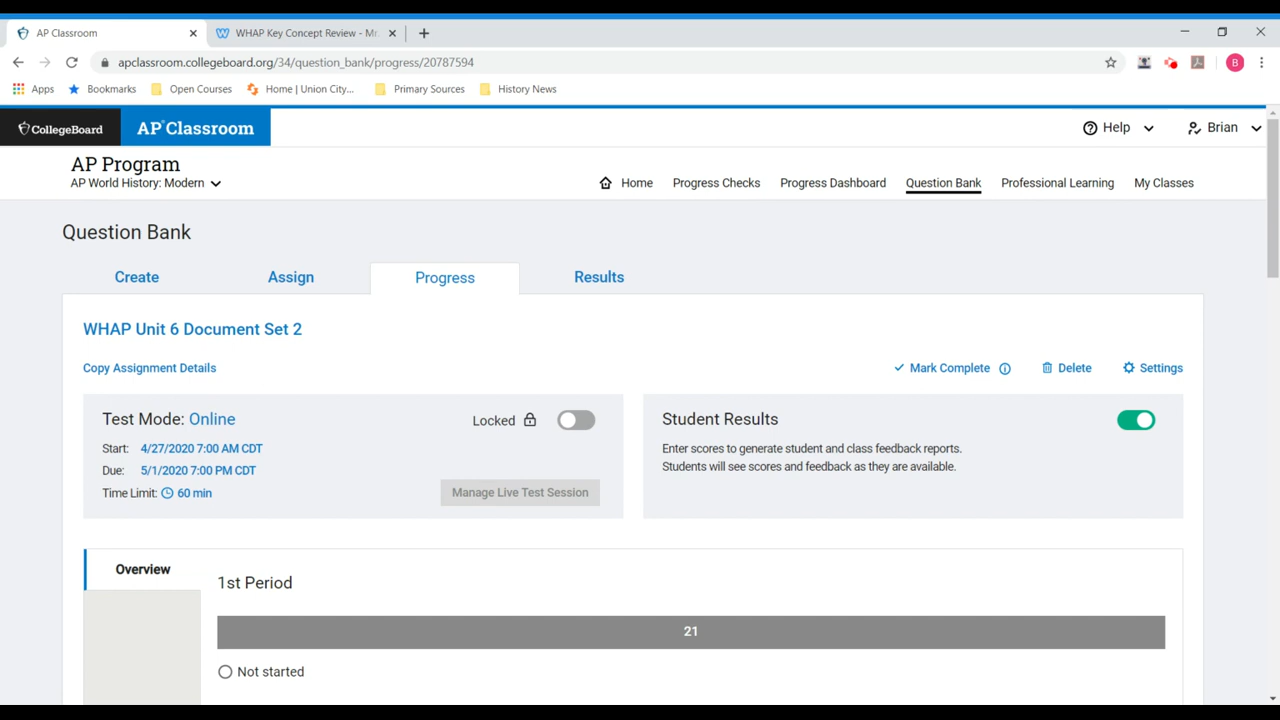 AP Classroom
WHAP Key Concept Review - Mr
apclassroom.collegeboard.org/34/question_bank/progress/20787594
B
Apps Bookmarks Open Courses Home | Union City... Primary Sources History News
CollegeBoard AP Classroom
Help Brian
AP Program
AP World History: Modern
Home Progress Checks Progress Dashboard Question Bank Professional Learning My Classes
Question Bank
Create Assign Progress Results
WHAP Unit 6 Document Set 2
Copy Assignment Details
Mark Complete Delete Settings
Test Mode: Online Locked
Start: 4/27/2020 7:00 AM CDT
Due: 5/1/2020 7:00 PM CDT
Time Limit: 60 min
Manage Live Test Session
Student Results
Enter scores to generate student and class feedback reports.
Students will see scores and feedback as they are available.
Overview
1st Period
21
Not started